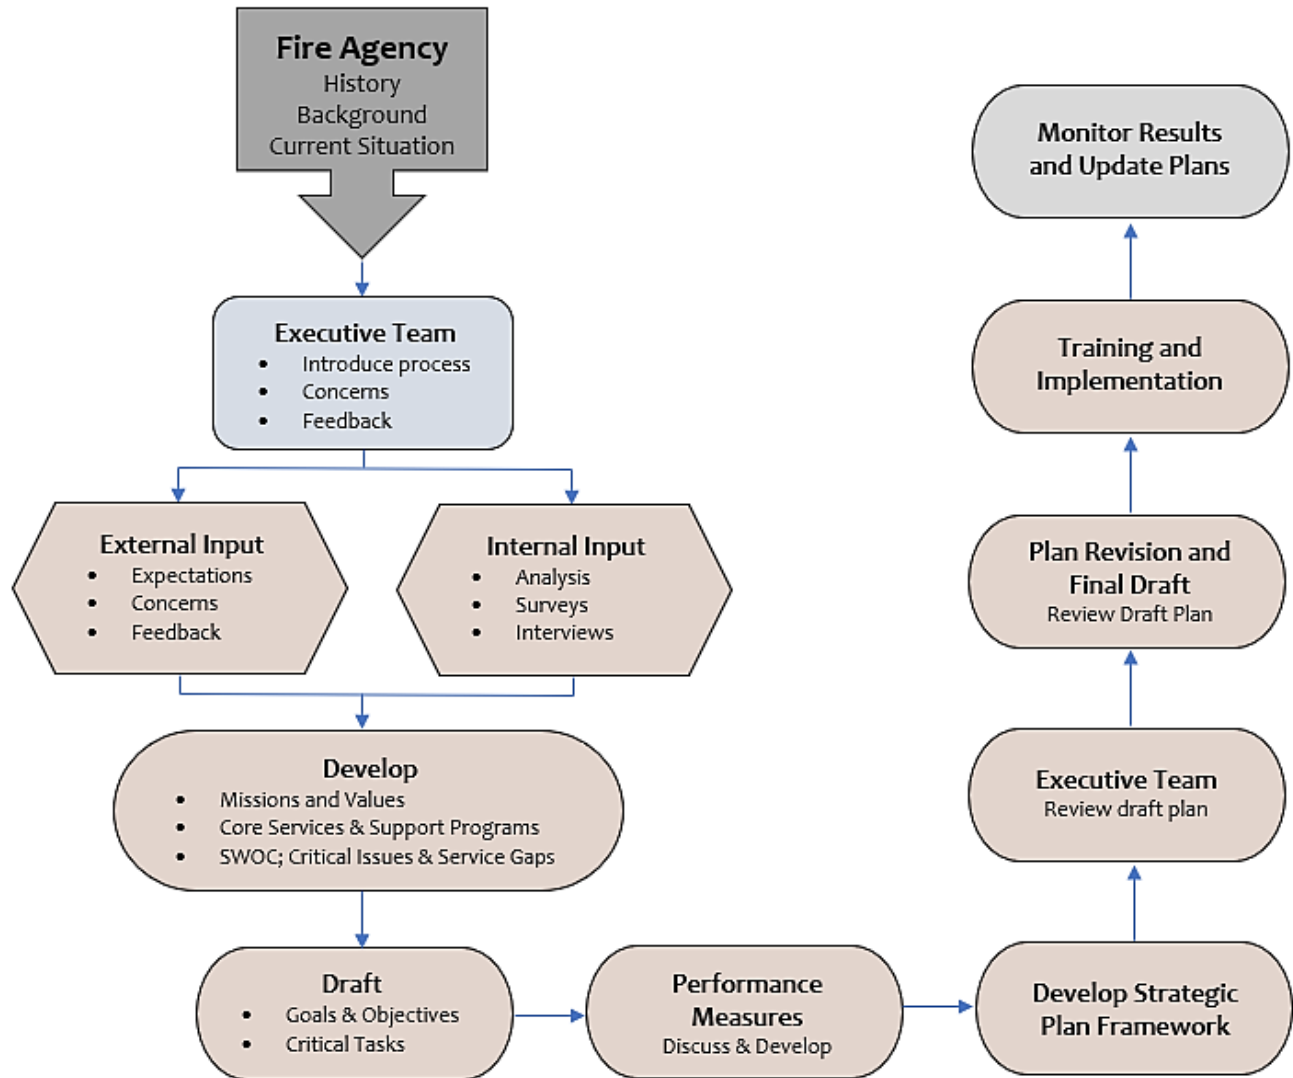 Fire Agency
History
Background
Current Situation
Executive Team
• Introduce process
• Concerns
• Feedback
External Input
• Expectations
• Concerns
• Feedback
Internal Input
• Analysis
• Surveys
• Interviews
Develop
• Missions and Values
• Core Services & Support Programs
• SWOC; Critical Issues & Service Gaps
Draft
• Goals & Objectives
• Critical Tasks
Performance
Measures
Discuss & Develop
Develop Strategic
Plan Framework
Executive Team
Review draft plan
Plan Revision and
Final Draft
Review Draft Plan
Training and
Implementation
Monitor Results
and Update Plans